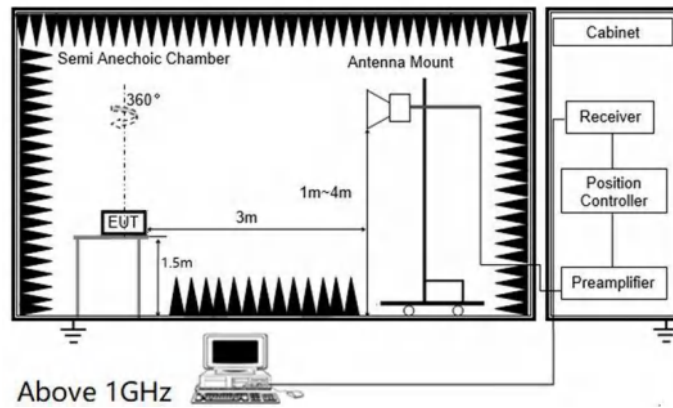 Semi Anechoic Chamber
Antenna Mount
Cabinet
360°
Receiver
1m~4m
Position
Controller
EUT
3m
1.5m
Preamplifier
Above 1GHz